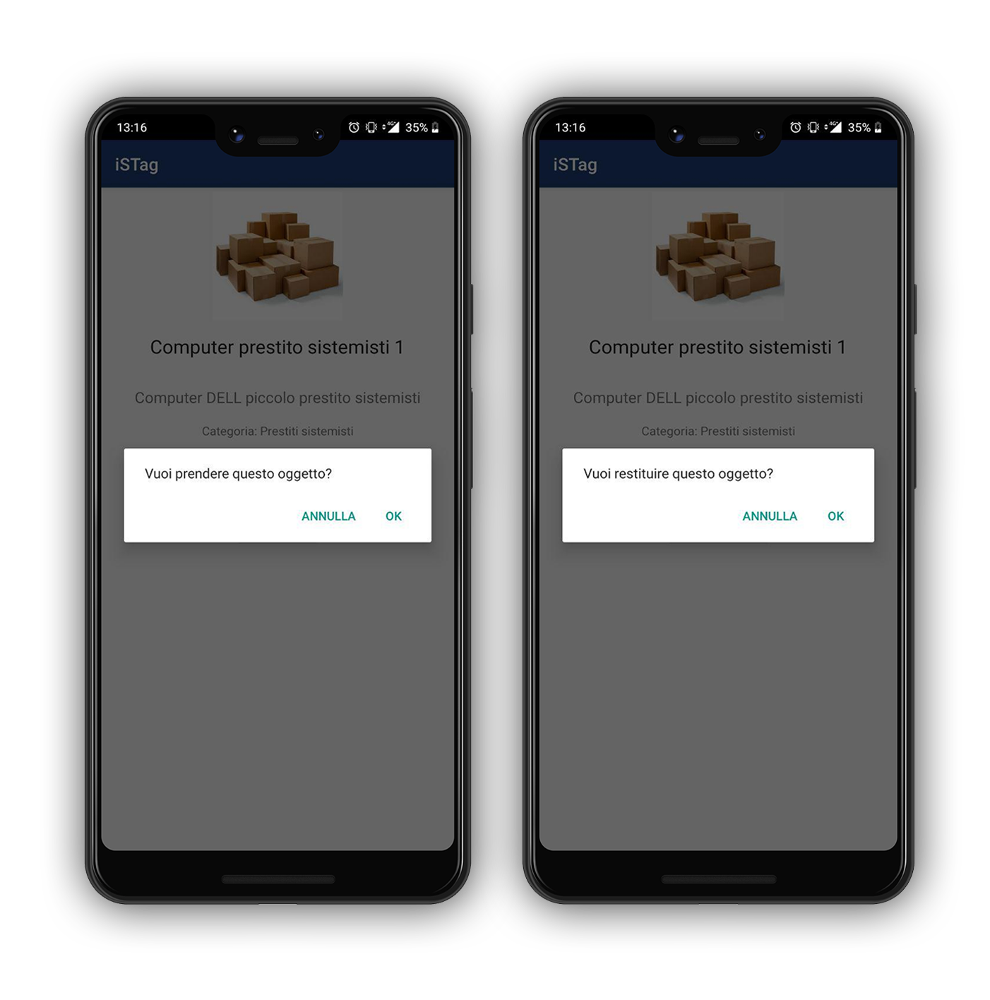 13:16
4G+
35%
iSTag
Computer prestito sistemisti 1
Computer DELL piccolo prestito sistemisti
Categoria: Prestiti sistemisti
Vuoi prendere questo oggetto?
ANNULLA OK
13:16
4G+
35%
iSTag
Computer prestito sistemisti 1
Computer DELL piccolo prestito sistemisti
Categoria: Prestiti sistemisti
Vuoi restituire questo oggetto?
ANNULLA OK